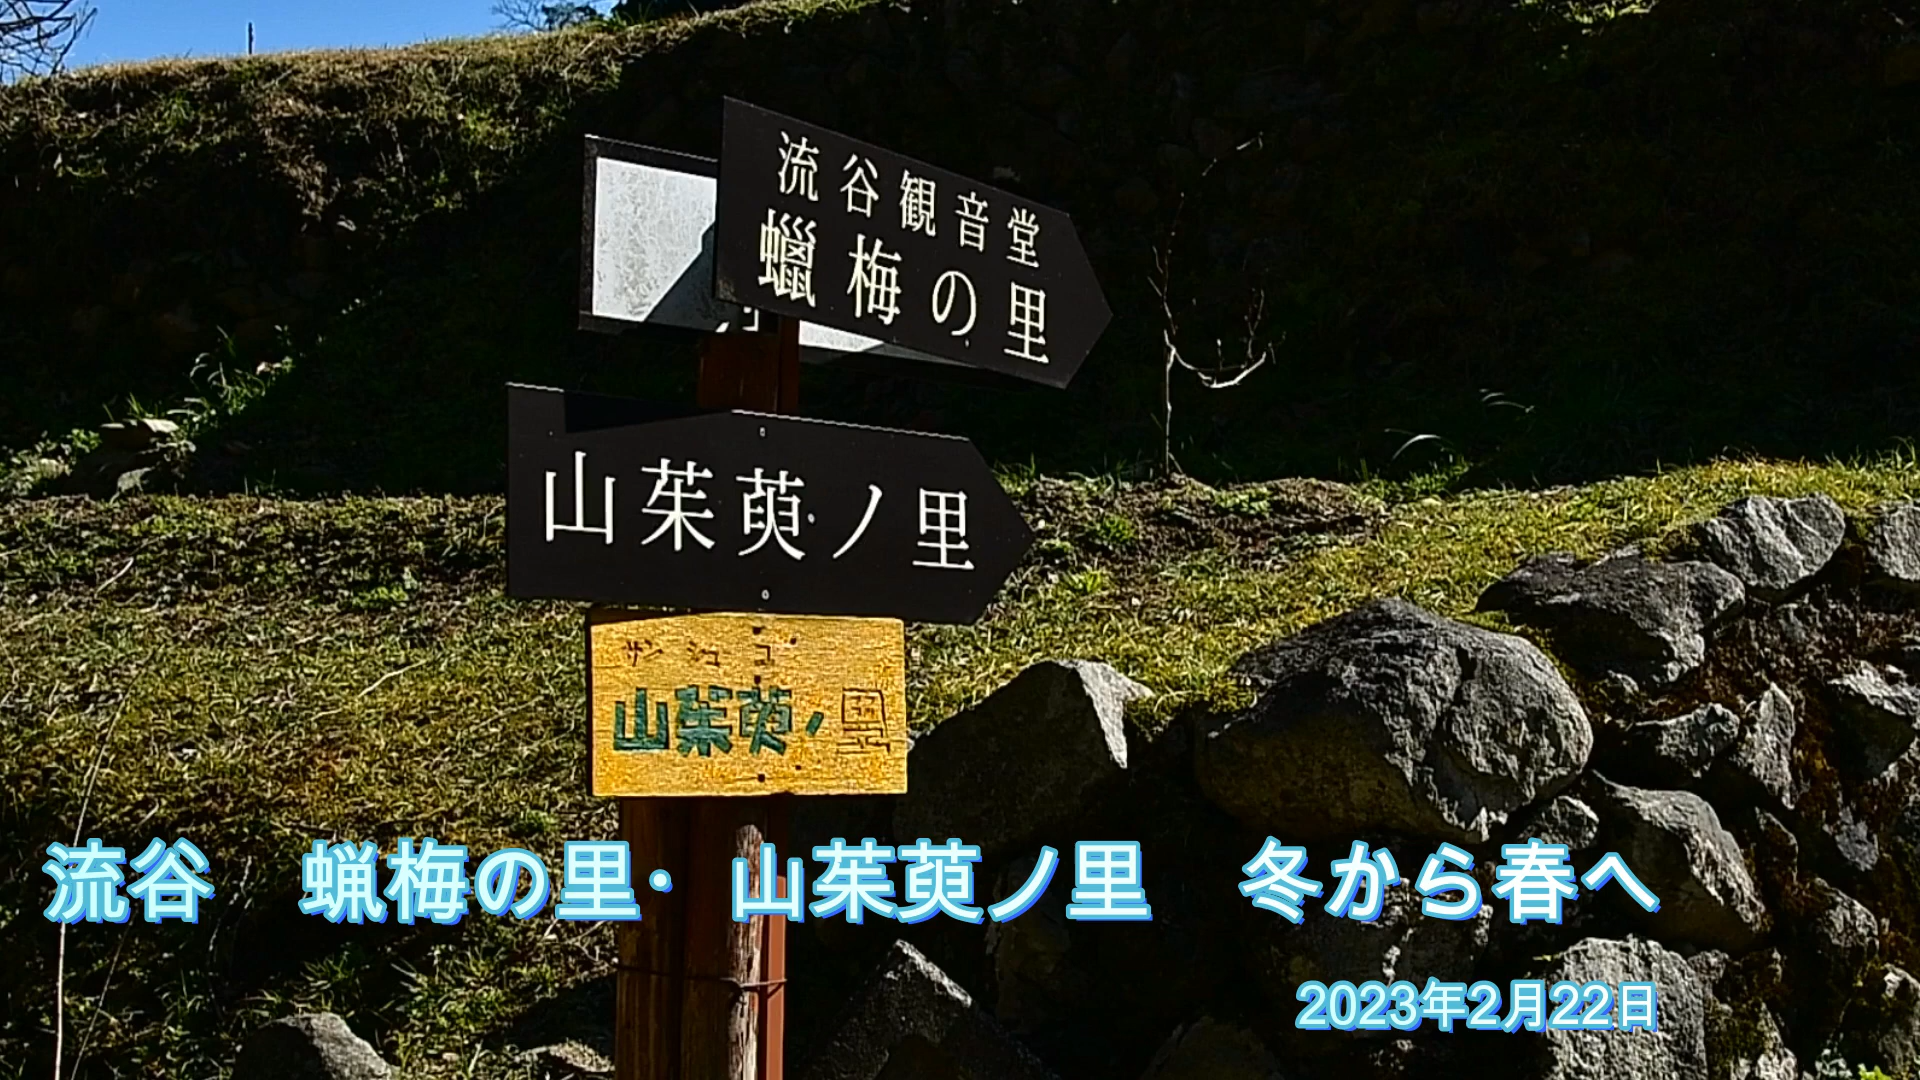 流谷観音堂
蠟梅の里
山茱萸ノ里
サンシュユ
山茱萸ノ里
流谷　蝋梅の里・山茱萸ノ里　冬から春へ
2023年2月22日